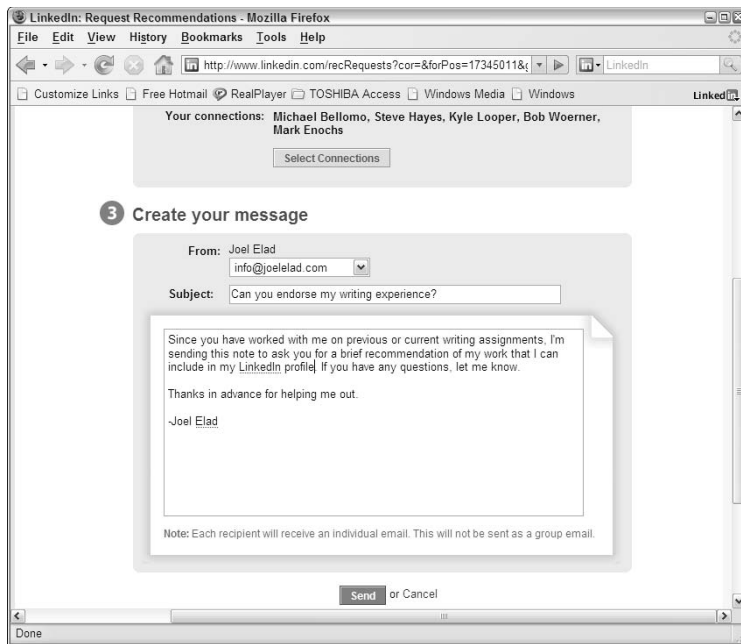 LinkedIn: Request Recommendations - Mozilla Firefox
File Edit View History Bookmarks Tools Help
http://www.linkedin.com/recRequests?cor=&forPos=17345011&
LinkedIn
Customize Links Free Hotmail RealPlayer TOSHIBA Access Windows Media Windows
Linked in
Your connections: Michael Bellomo, Steve Hayes, Kyle Looper, Bob Woerner,
Mark Enochs
Select Connections
3 Create your message
From: Joel Elad
info@joelelad.com
Subject: Can you endorse my writing experience?
Since you have worked with me on previous or current writing assignments, I'm
sending this note to ask you for a brief recommendation of my work that I can
include in my LinkedIn profile. If you have any questions, let me know.
Thanks in advance for helping me out.
-Joel Elad
Note: Each recipient will receive an individual email. This will not be sent as a group email.
Send or Cancel
Done